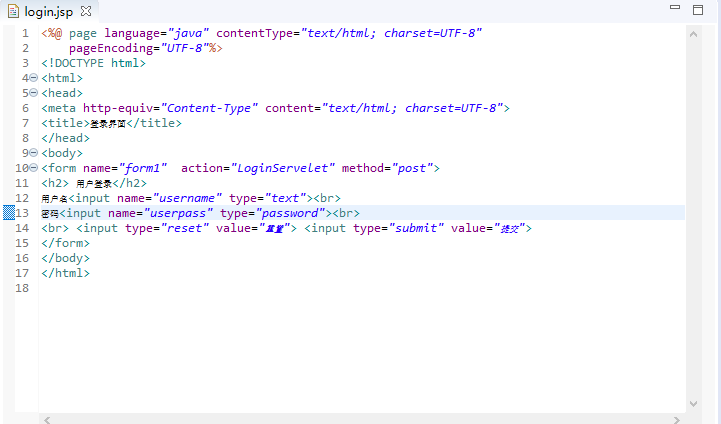 login.jsp
1 <%@ page language="java" contentType="text/html; charset=UTF-8"
2     pageEncoding="UTF-8"%>
3 <!DOCTYPE html>
4 <html>
5 <head>
6 <meta http-equiv="Content-Type" content="text/html; charset=UTF-8">
7 <title>登录界面</title>
8 </head>
9 <body>
10 <form name="form1"  action="LoginServelet" method="post">
11 <h2> 用户登录</h2>
12 用户名<input name="username" type="text"><br>
13 密码<input name="userpass" type="password"><br>
14 <br> <input type="reset" value="重置"> <input type="submit" value="提交">
15 </form>
16 </body>
17 </html>
18